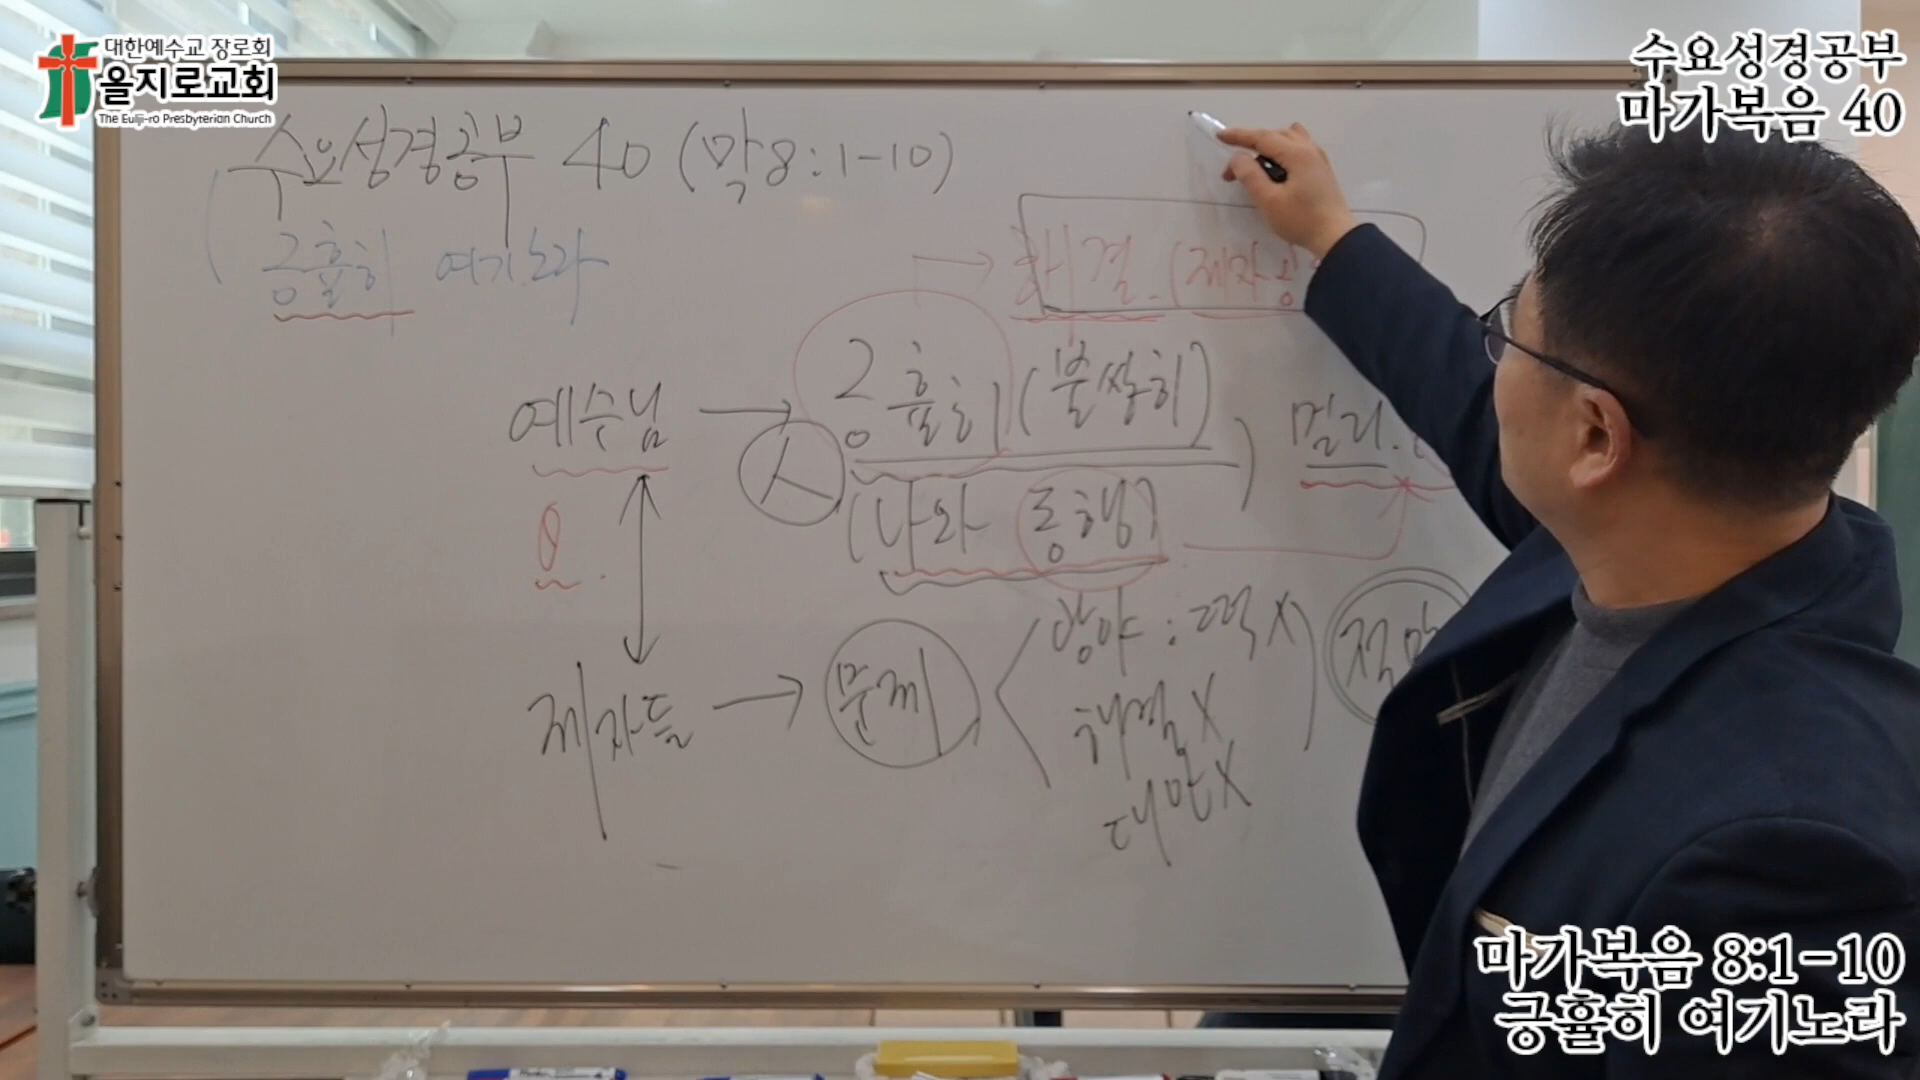 대한예수교 장로회
을지로교회
The Eulji-ro Presbyterian Church
수요성경공부
마가복음 40
수요성경공부 40 (막8:1-10)
긍휼히 여기노라
→ 해결. (제자
예수님 → 긍휼히 (불쌍히) 멀리.
人
(나와 동행)
제자들 → 문제
광야 : 떡 X
해결 X
대안 X
마가복음 8:1-10
긍휼히 여기노라